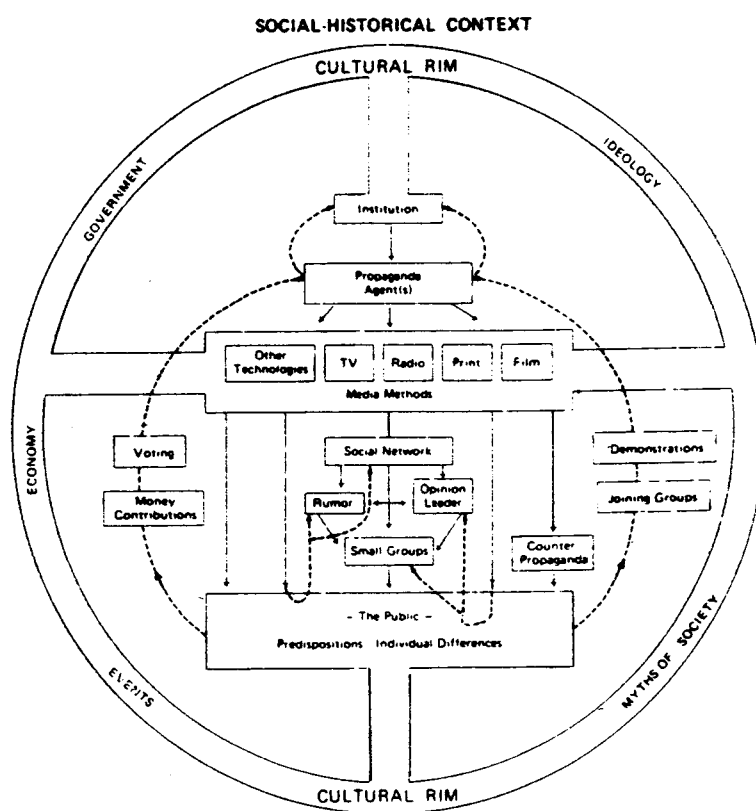 SOCIAL-HISTORICAL CONTEXT
CULTURAL RIM
GOVERNMENT
IDEOLOGY
Institution
Propaganda
Agent(s)
Other
Technologies
TV
Radio
Print
Film
Media Methods
ECONOMY
Voting
Money
Contributions
Social Network
Rumor
Opinion
Leader
Small Groups
Demonstrations
Joining Groups
Counter
Propaganda
- The Public -
Predispositions Individual Differences
EVENTS
MYTHS OF SOCIETY
CULTURAL RIM